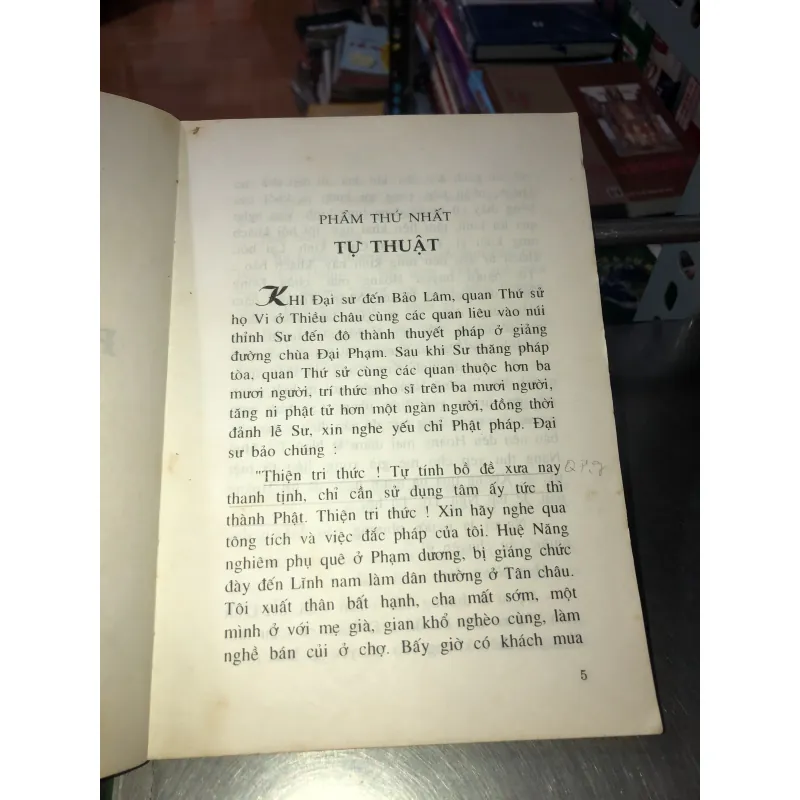 PHẨM THỨ NHẤT
TỰ THUẬT
KHI Đại sư đến Bảo Lâm, quan Thứ sử
họ Vi ở Thiều châu cùng các quan liêu vào núi
thỉnh Sư đến đô thành thuyết pháp ở giảng
đường chùa Đại Phạm. Sau khi Sư thăng pháp
tòa, quan Thứ sử cùng các quan thuộc hơn ba
mươi người, trí thức nho sĩ trên ba mươi người,
tăng ni phật tử hơn một ngàn người, đồng thời
đảnh lễ Sư, xin nghe yếu chỉ Phật pháp. Đại
sư bảo chúng :
"Thiện tri thức ! Tự tính bồ đề xưa nay
thanh tịnh, chỉ cần sử dụng tâm ấy tức thì
thành Phật. Thiện tri thức ! Xin hãy nghe qua
tông tích và việc đắc pháp của tôi. Huệ Năng
nghiêm phụ quê ở Phạm dương, bị giáng chức
đày đến Lĩnh nam làm dân thường ở Tân châu.
Tôi xuất thân bất hạnh, cha mất sớm, một
mình ở với mẹ già, gian khổ nghèo cùng, làm
nghề bán củi ở chợ. Bấy giờ có khách mua
5